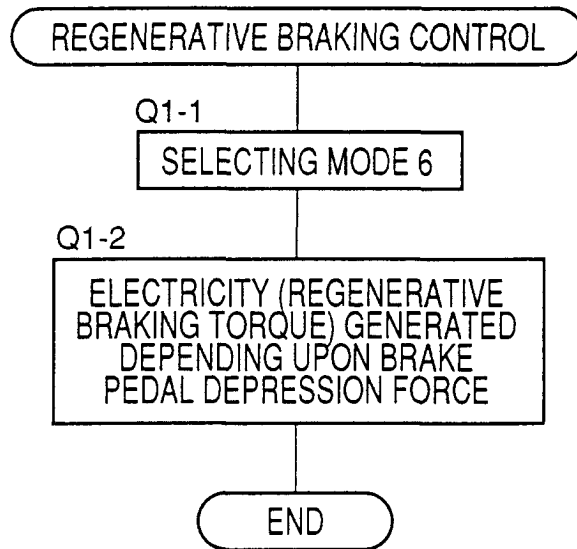 REGENERATIVE BRAKING CONTROL
Q1-1
SELECTING MODE 6
Q1-2
ELECTRICITY (REGENERATIVE
BRAKING TORQUE) GENERATED
DEPENDING UPON BRAKE
PEDAL DEPRESSION FORCE
END